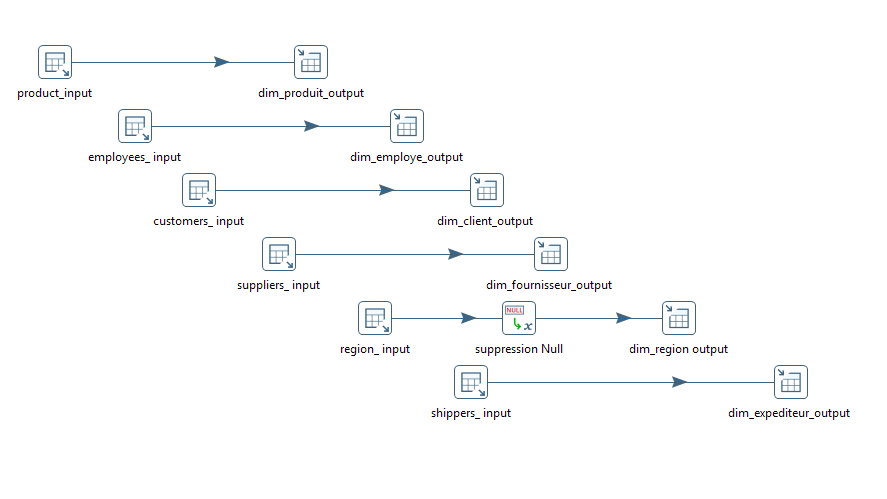 product_input
dim_produit_output
employees_ input
dim_employe_output
customers_ input
dim_client_output
suppliers_ input
dim_fournisseur_output
NULL
x
region_ input
suppression Null
dim_region output
shippers_ input
dim_expediteur_output